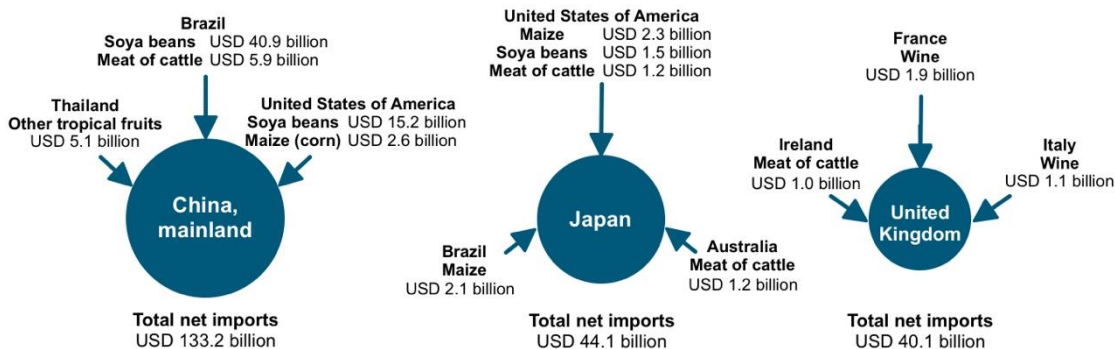 Brazil
Soya beans USD 40.9 billion
Meat of cattle USD 5.9 billion
Thailand
Other tropical fruits
USD 5.1 billion
United States of America
Soya beans USD 15.2 billion
Maize (corn) USD 2.6 billion
China,
mainland
Total net imports
USD 133.2 billion
United States of America
Maize USD 2.3 billion
Soya beans USD 1.5 billion
Meat of cattle USD 1.2 billion
Japan
Brazil
Maize
USD 2.1 billion
Australia
Meat of cattle
USD 1.2 billion
Total net imports
USD 44.1 billion
France
Wine
USD 1.9 billion
Ireland
Meat of cattle
USD 1.0 billion
Italy
Wine
USD 1.1 billion
United
Kingdom
Total net imports
USD 40.1 billion